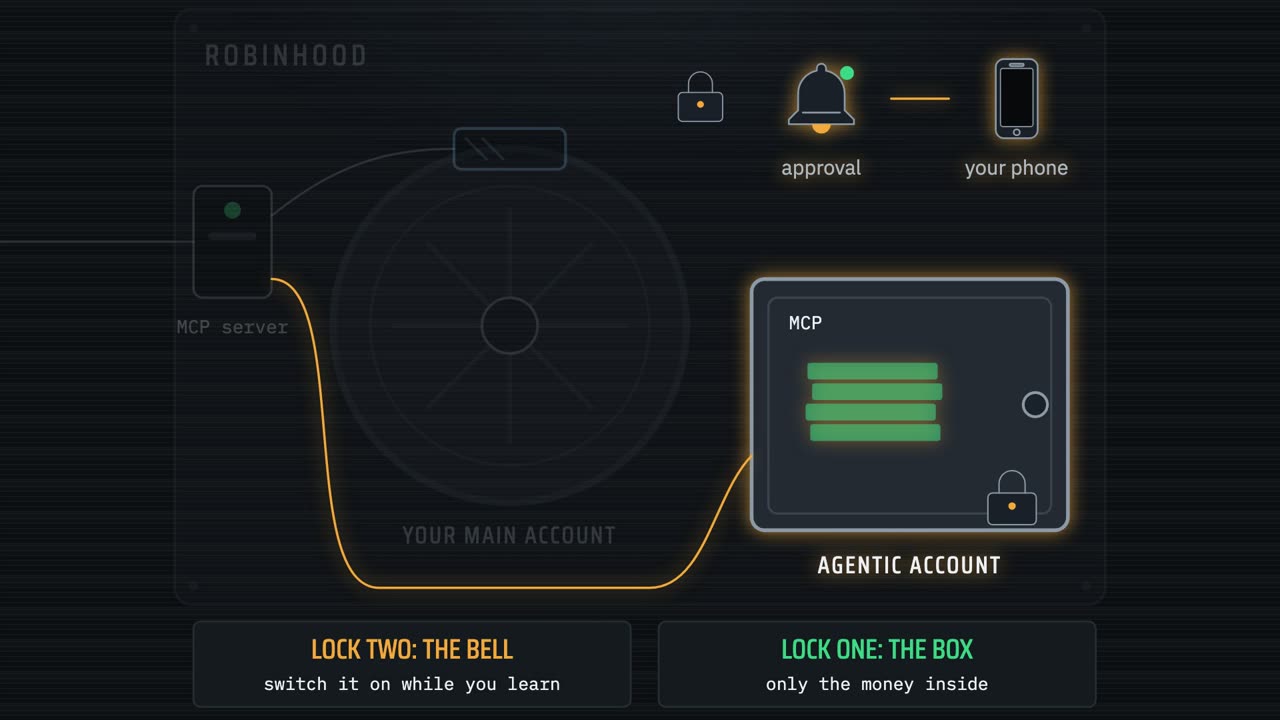 ROBINHOOD
approval
your phone
MCP server
MCP
YOUR MAIN ACCOUNT
AGENTIC ACCOUNT
LOCK TWO: THE BELL
switch it on while you learn
LOCK ONE: THE BOX
only the money inside